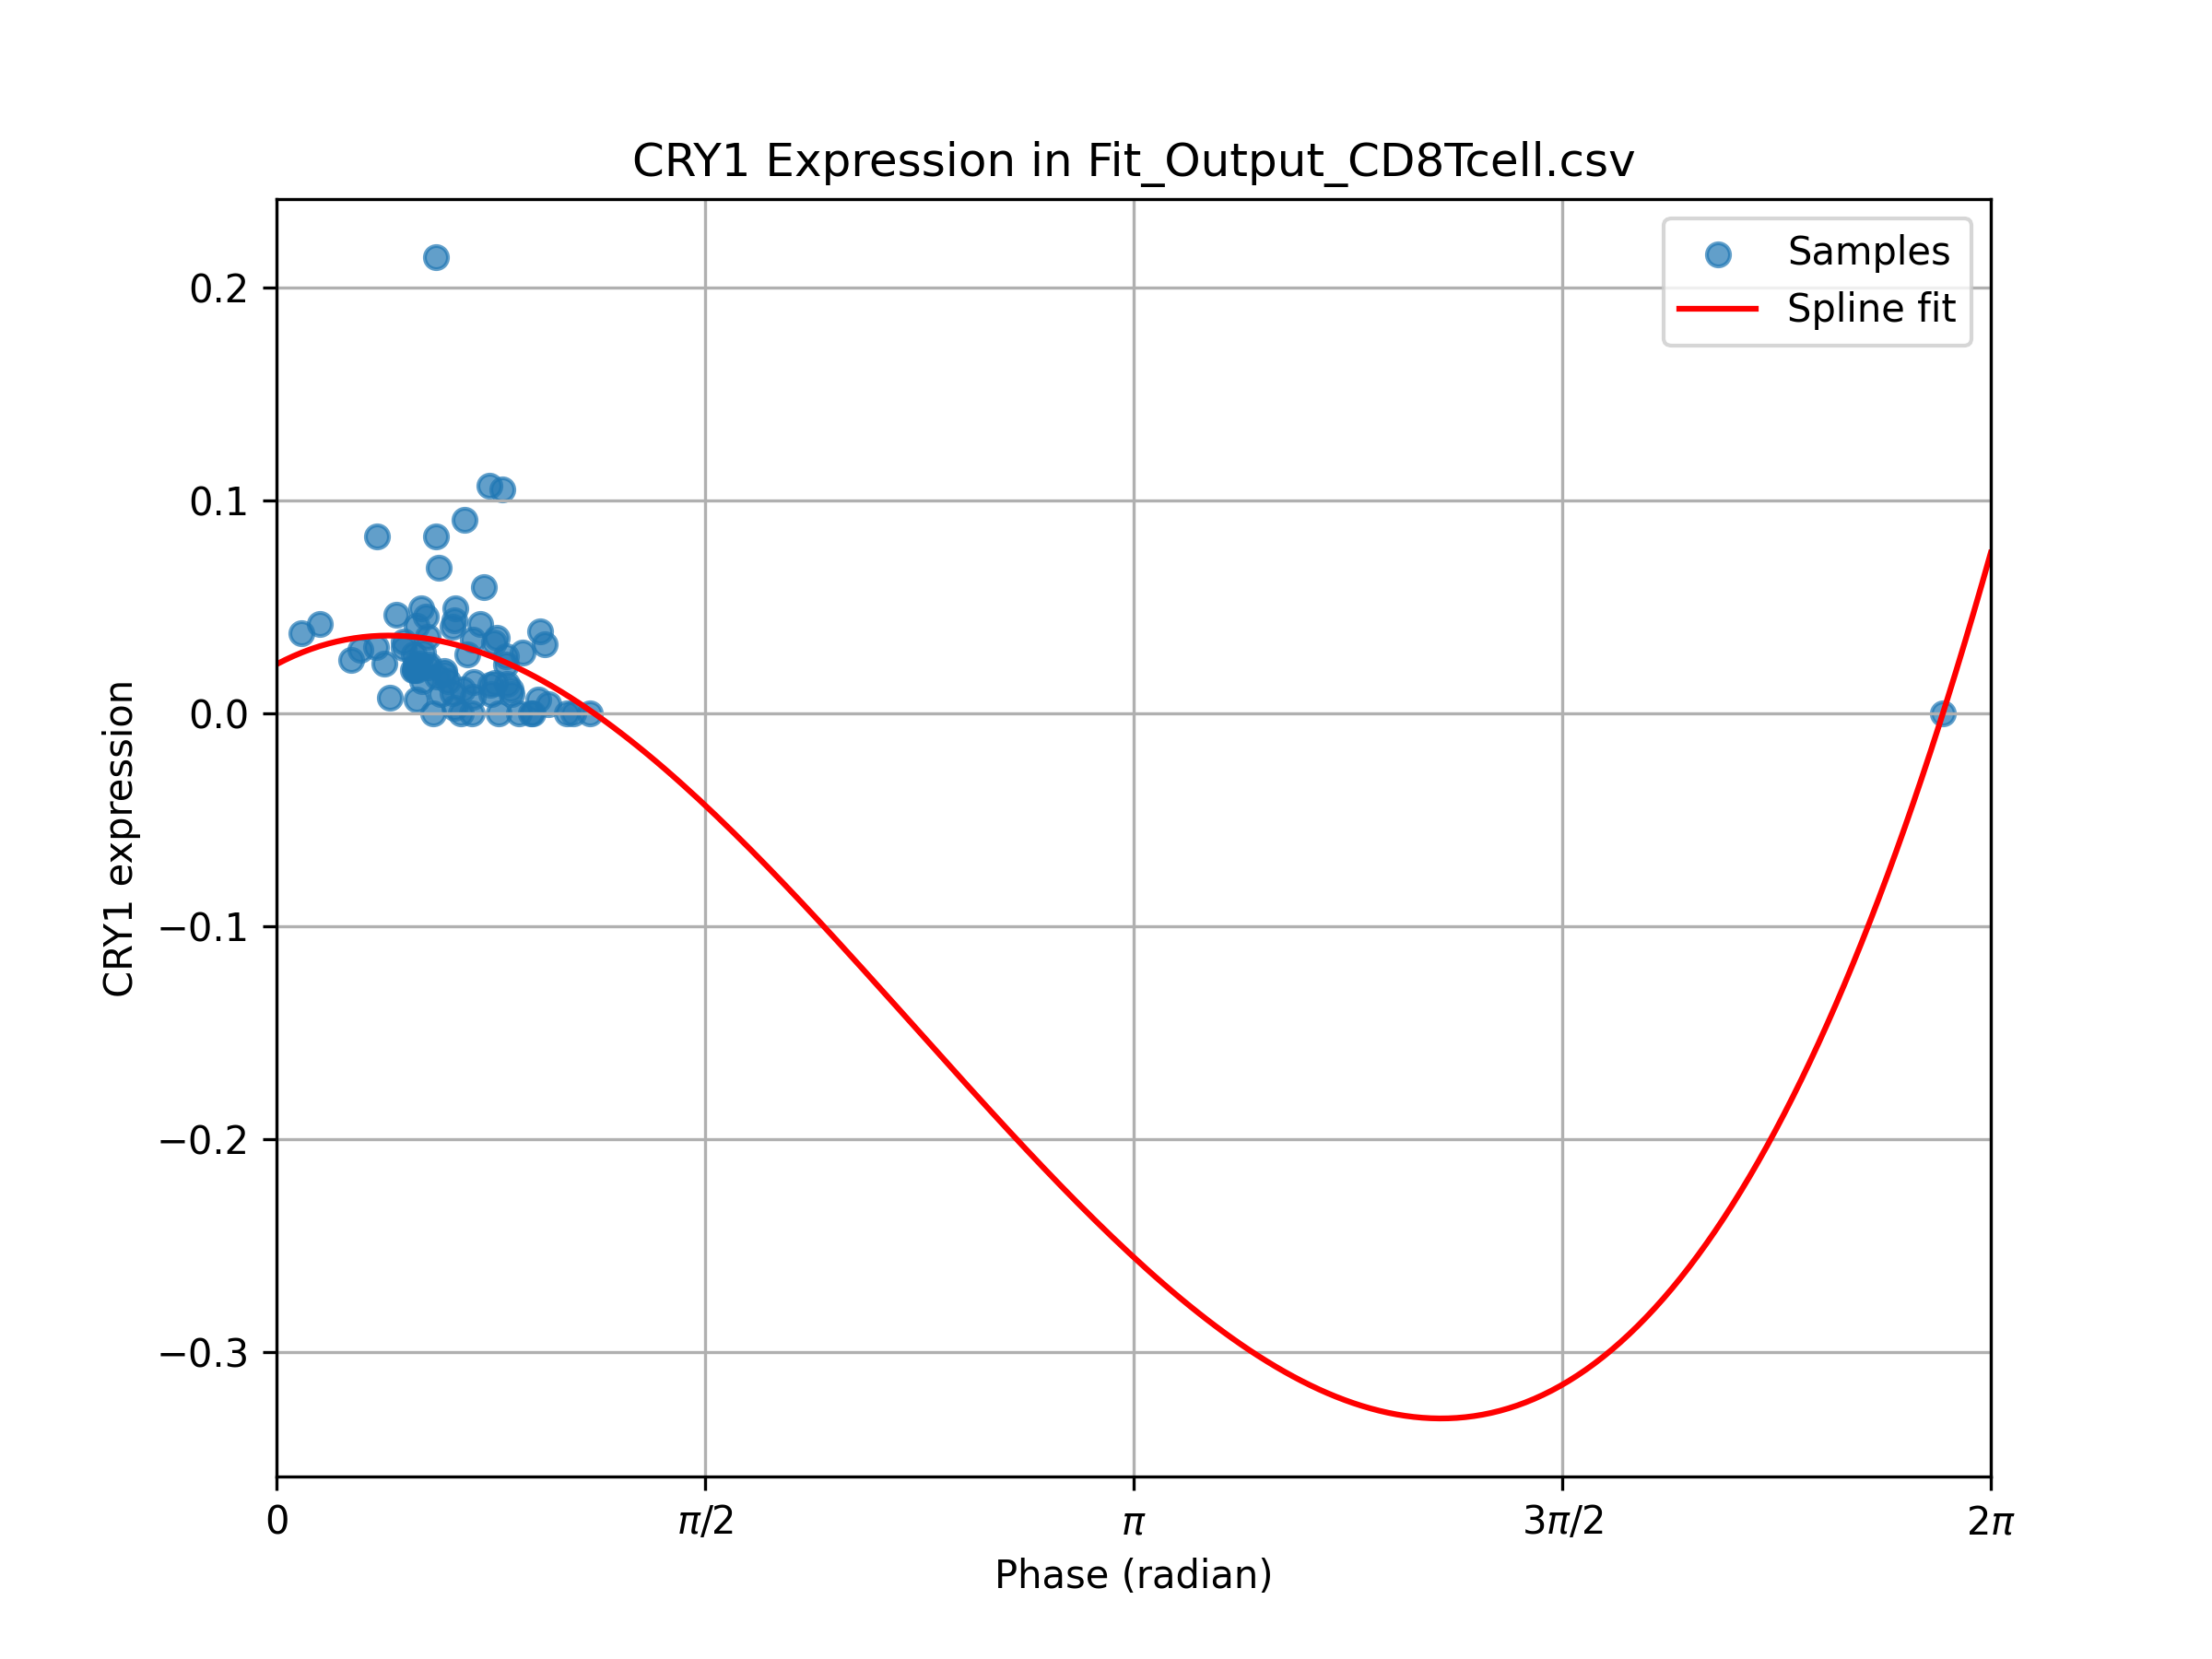 CRY1 Expression in Fit_Output_CD8Tcell.csv
Samples
Spline fit
0.2
0.1
0.0
−0.1
−0.2
−0.3
CRY1 expression
0
π/2
π
3π/2
2π
Phase (radian)